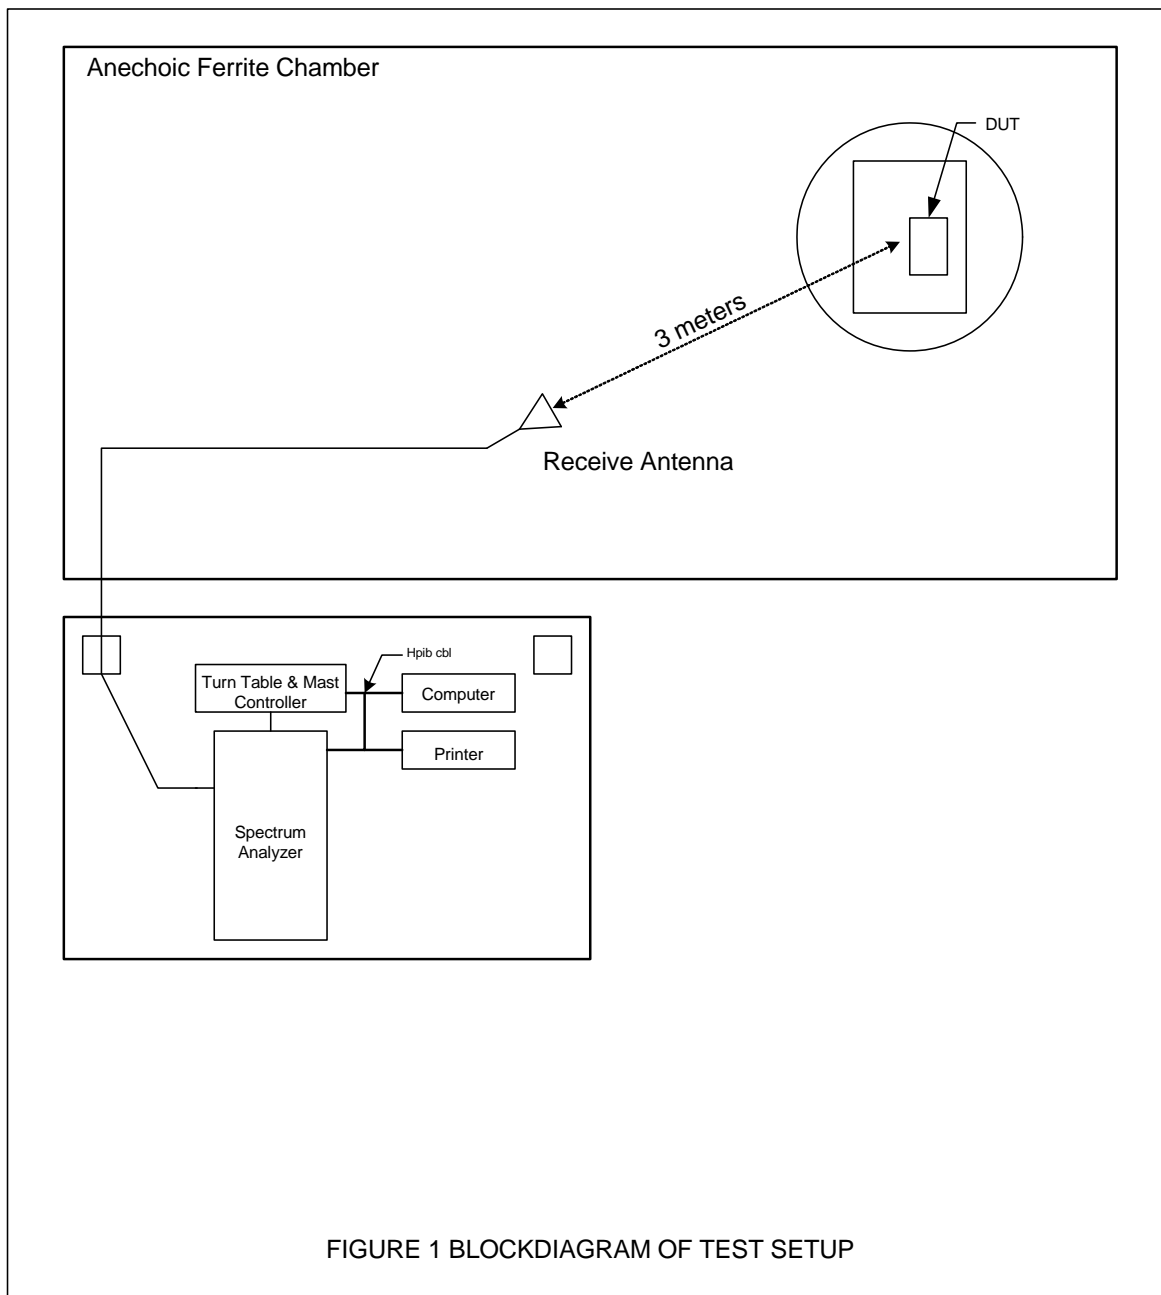 Anechoic Ferrite Chamber
DUT
3 meters
Receive Antenna
Hpib cbl
Turn Table & Mast
Controller
Computer
Printer
Spectrum
Analyzer
FIGURE 1 BLOCKDIAGRAM OF TEST SETUP